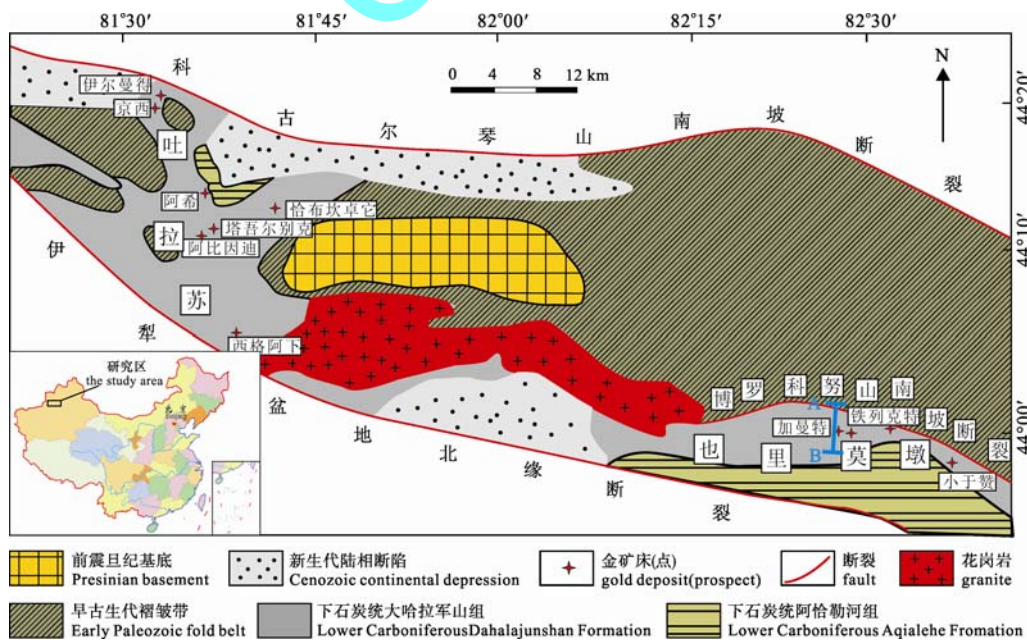 81°30′ 81°45′ 82°00′ 82°15′ 82°30′
44°20′
44°10′
44°00′
科古尔琴山南坡断裂
0 4 8 12 km
N
伊尔曼得
京西
吐
阿希
恰布坎卓它
塔吾尔别克
拉
阿比因迪
苏
西格阿下
伊犁盆地北缘断裂
研究区
the study area
北京
Beijing
博罗科努山南坡断裂
A
铁列克特
加曼特
B
也里莫墩
小于赞
前震旦纪基底
Presinian basement
新生代陆相断陷
Cenozoic continental depression
金矿床(点)
gold deposit(prospect)
断裂
fault
花岗岩
granite
早古生代褶皱带
Early Paleozoic fold belt
下石炭统大哈拉军山组
Lower CarboniferousDahalajunshan Formation
下石炭统阿恰勒河组
Lower Carboniferous Aqialehe Fromation